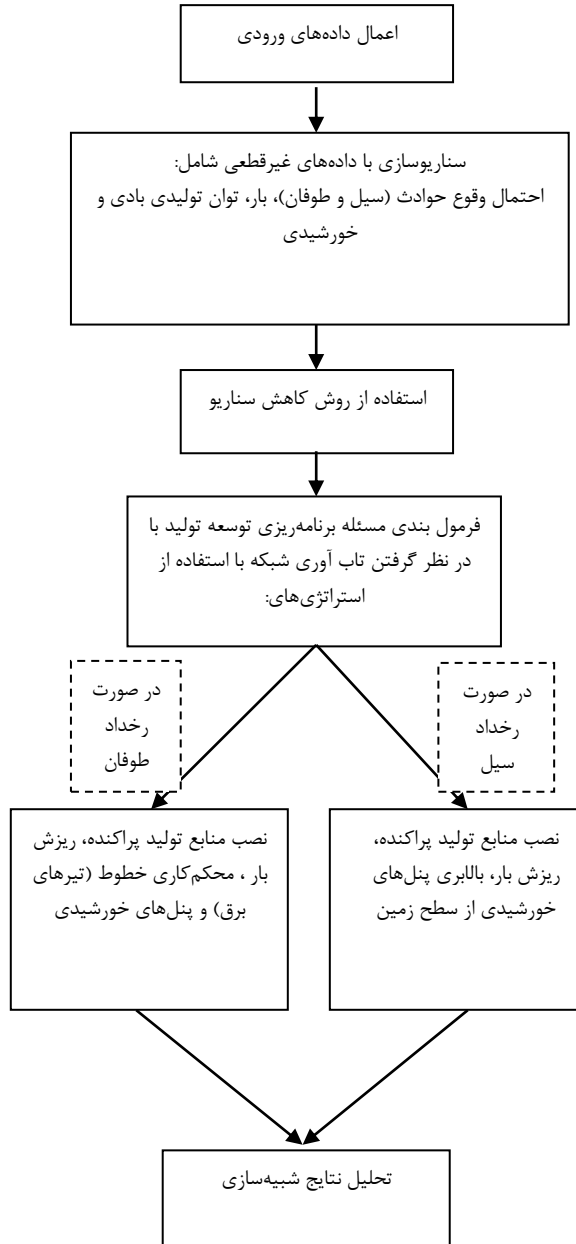 اعمال داده‌های ورودی
سناریوسازی با داده‌های غیرقطعی شامل:
احتمال وقوع حوادث (سیل و طوفان)، بار، توان تولیدی بادی و
خورشیدی
استفاده از روش کاهش سناریو
فرمول بندی مسئله برنامه‌ریزی توسعه تولید با
در نظر گرفتن تاب آوری شبکه با استفاده از
استراتژی‌های:
در صورت
رخداد
سیل
در صورت
رخداد
طوفان
نصب منابع تولید پراکنده،
ریزش بار، بالابری پنل‌های
خورشیدی از سطح زمین
نصب منابع تولید پراکنده، ریزش
بار ، محکم‌کاری خطوط (تیرهای
برق) و پنل‌های خورشیدی
تحلیل نتایج شبیه‌سازی